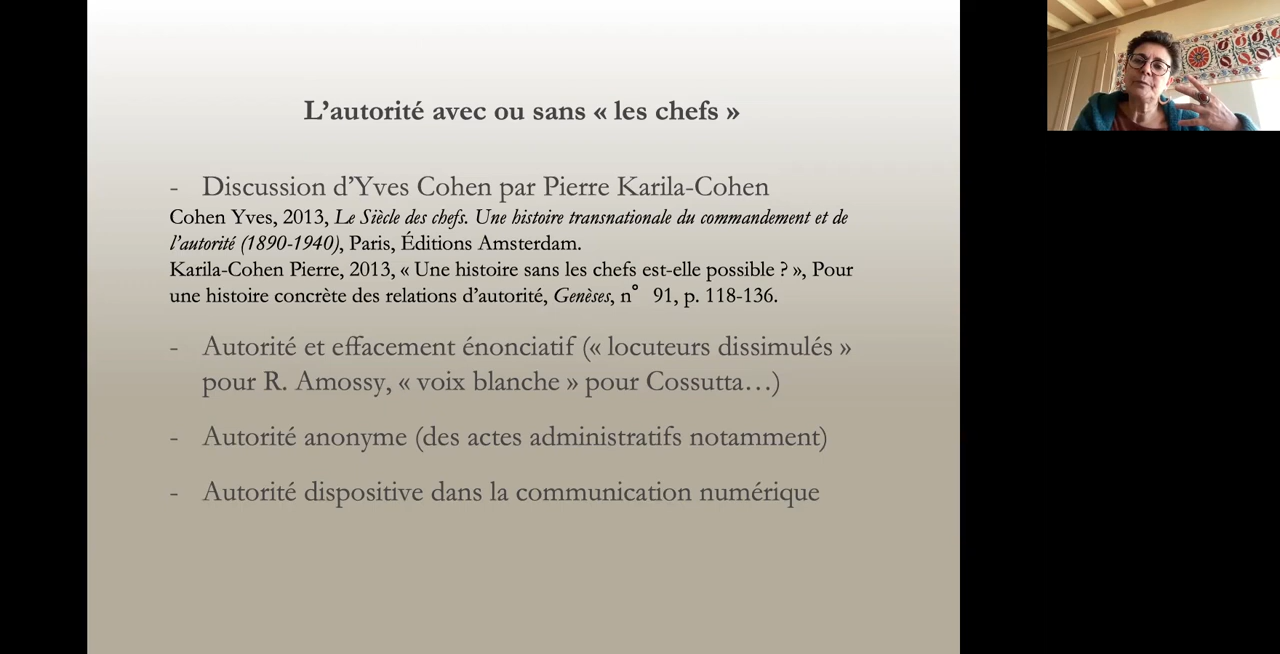 L’autorité avec ou sans « les chefs »
- Discussion d’Yves Cohen par Pierre Karila-Cohen
Cohen Yves, 2013, Le Siècle des chefs. Une histoire transnationale du commandement et de
l’autorité (1890-1940), Paris, Éditions Amsterdam.
Karila-Cohen Pierre, 2013, « Une histoire sans les chefs est-elle possible ? », Pour
une histoire concrète des relations d’autorité, Genèses, n° 91, p. 118-136.
- Autorité et effacement énonciatif (« locuteurs dissimulés »
pour R. Amossy, « voix blanche » pour Cossutta…)
- Autorité anonyme (des actes administratifs notamment)
- Autorité dispositive dans la communication numérique